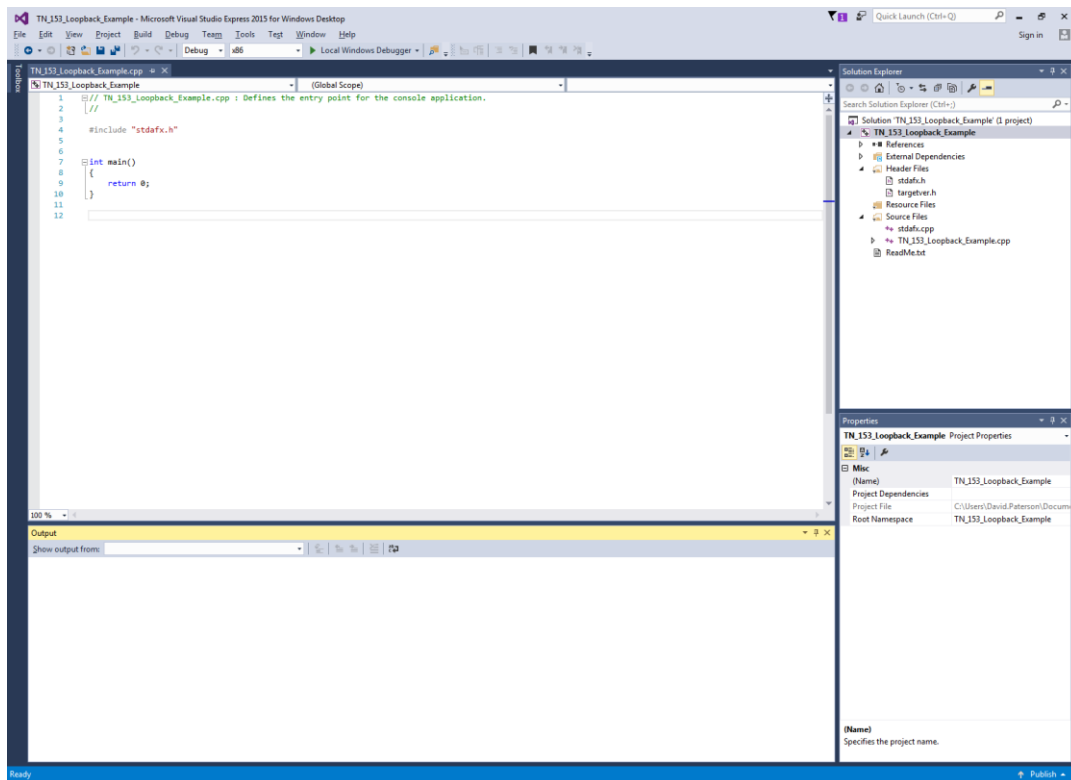 TN_153_Loopback_Example - Microsoft Visual Studio Express 2015 for Windows Desktop
1
Quick Launch (Ctrl+Q)
File Edit View Project Build Debug Team Tools Test Window Help
Sign in
Debug x86 Local Windows Debugger
Toolbox
TN_153_Loopback_Example.cpp
TN_153_Loopback_Example (Global Scope)
1 // TN_153_Loopback_Example.cpp : Defines the entry point for the console application.
2 //
3
4 #include "stdafx.h"
5
6
7 int main()
8 {
9 return 0;
10 }
11
12
100 %
Output
Show output from:
Solution Explorer
Search Solution Explorer (Ctrl+;)
Solution 'TN_153_Loopback_Example' (1 project)
TN_153_Loopback_Example
References
External Dependencies
Header Files
stdafx.h
targetver.h
Resource Files
Source Files
stdafx.cpp
TN_153_Loopback_Example.cpp
ReadMe.txt
Properties
TN_153_Loopback_Example Project Properties
Misc
(Name) TN_153_Loopback_Example
Project Dependencies
Project File C:\Users\David.Paterson\Docum
Root Namespace TN_153_Loopback_Example
(Name)
Specifies the project name.
Ready
Publish